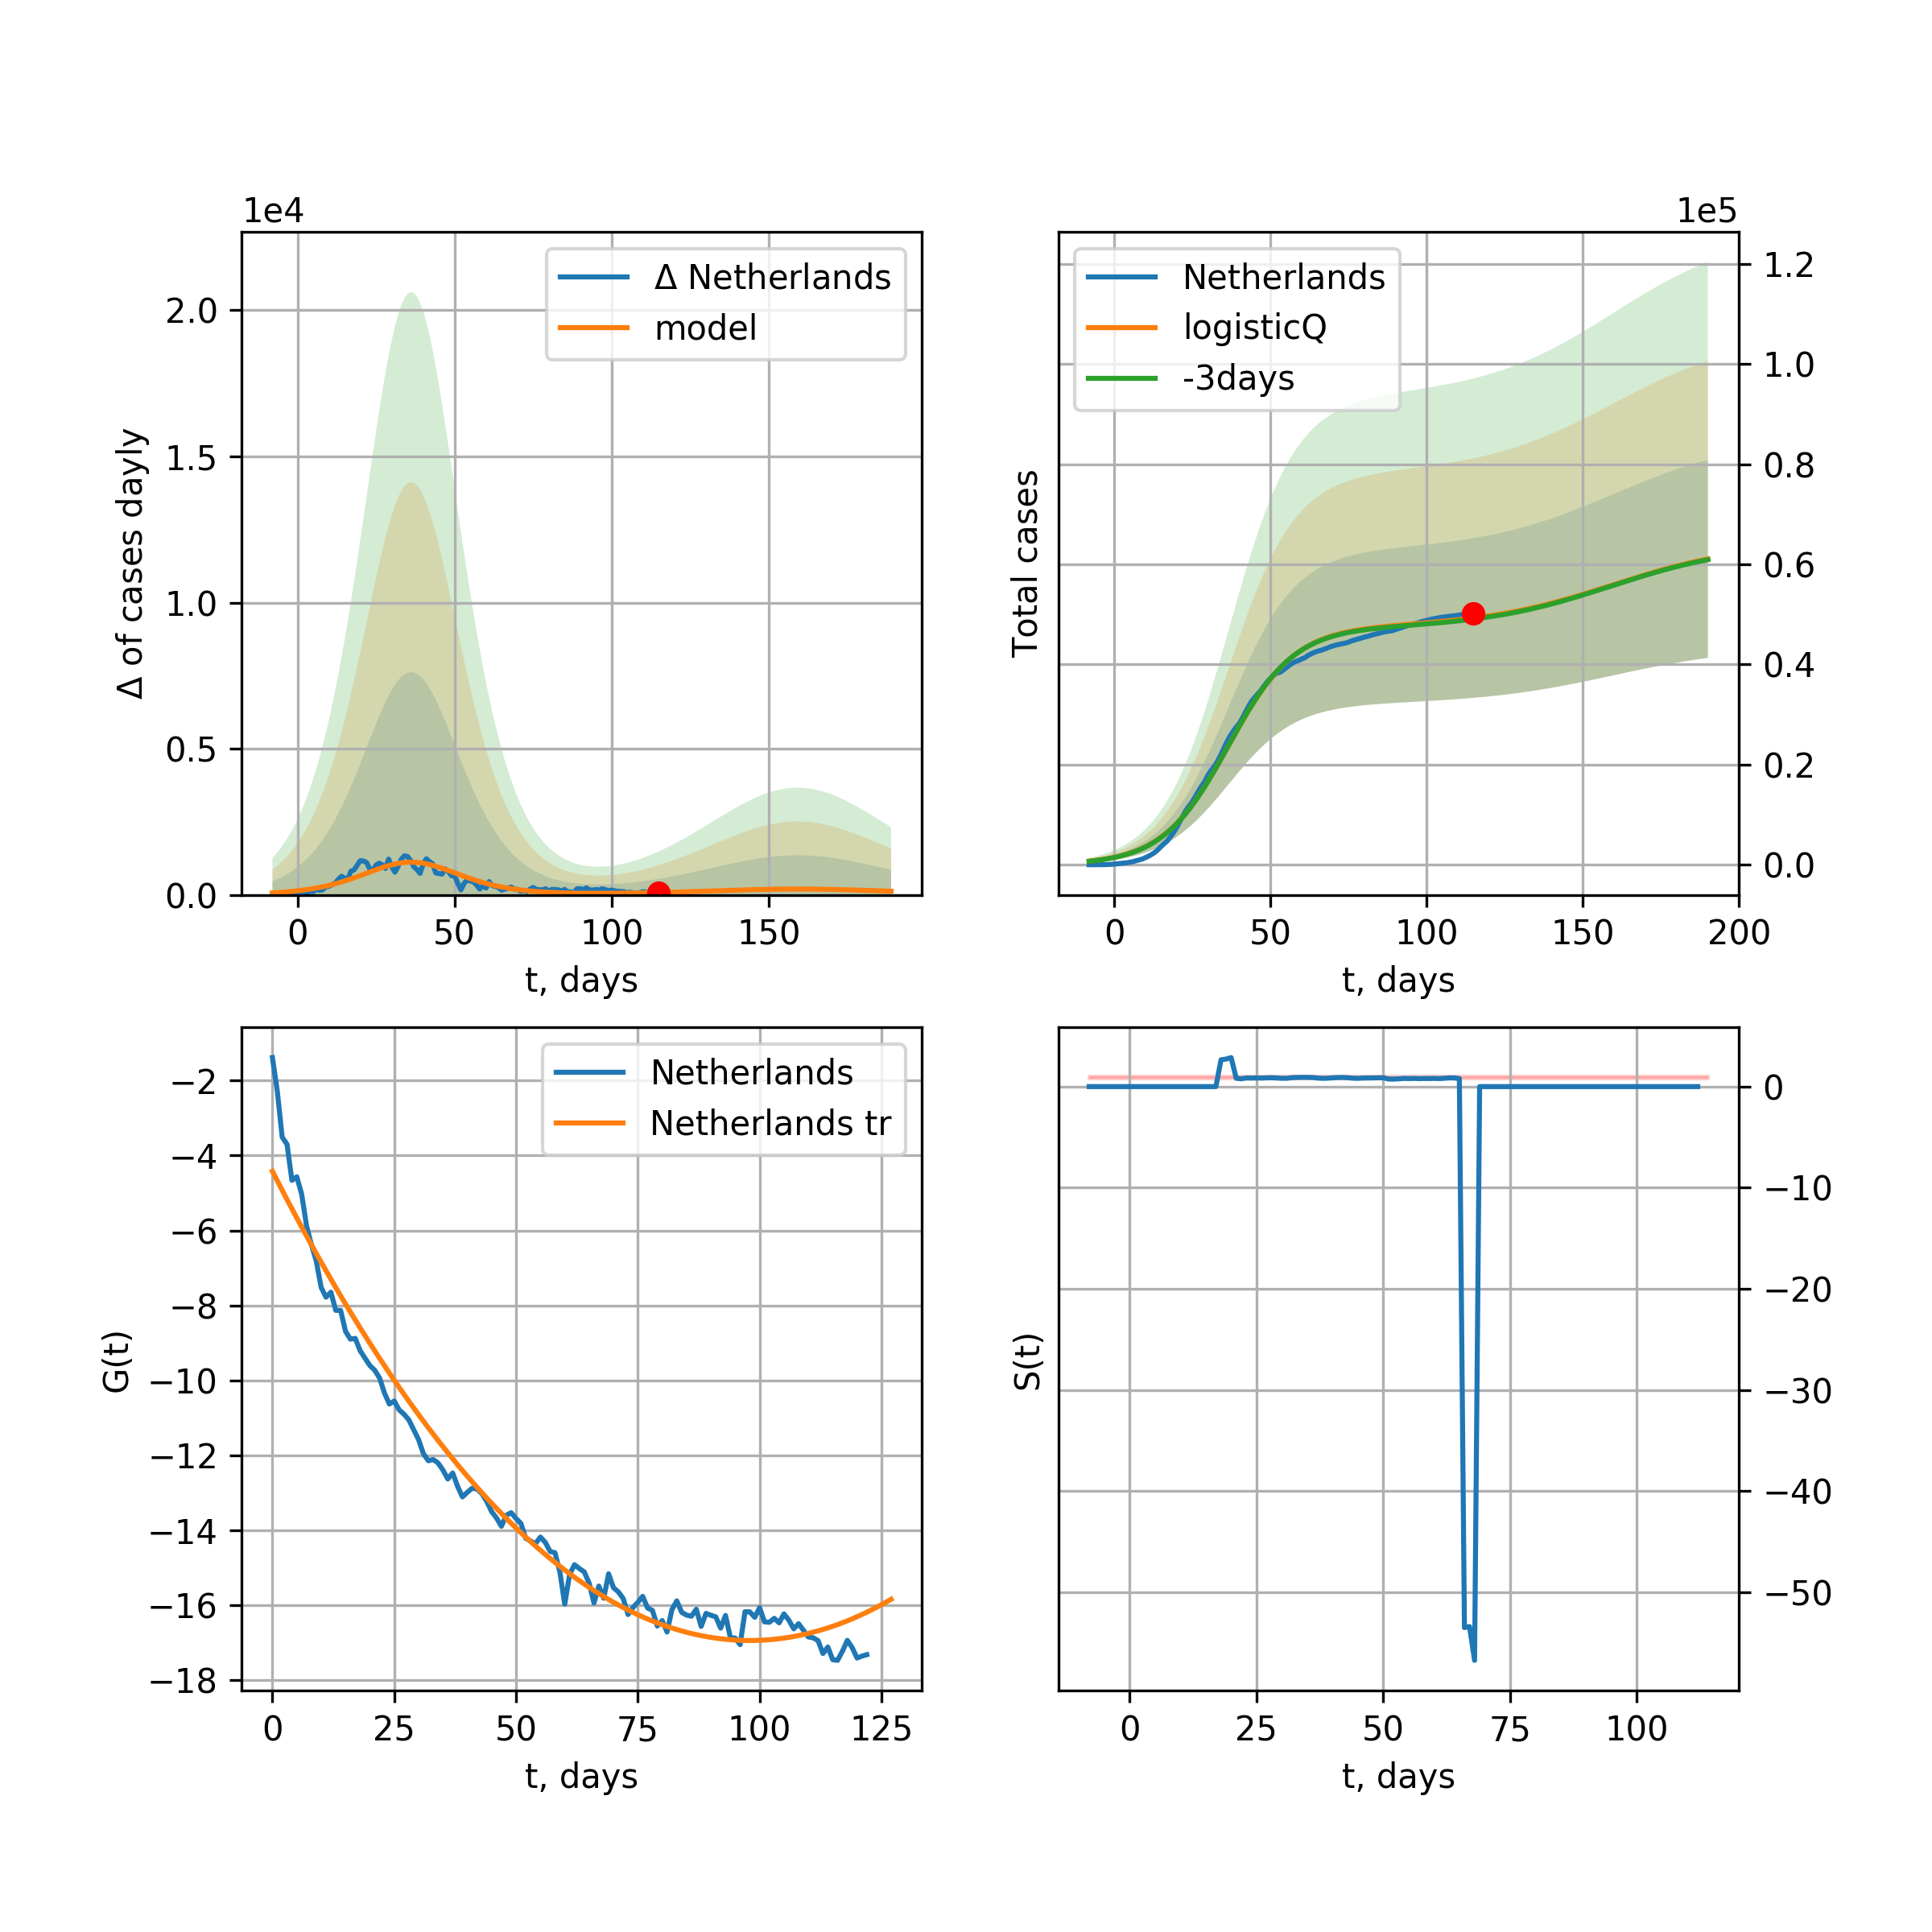 1e4
Δ Netherlands
model
2.0
1.5
1.0
0.5
0.0
Δ of cases dayly
0 50 100 150
t, days
1e5
Netherlands
logisticQ
-3days
1.2
1.0
0.8
0.6
0.4
0.2
0.0
Total cases
0 50 100 150 200
t, days
Netherlands
Netherlands tr
−2
−4
−6
−8
−10
−12
−14
−16
−18
G(t)
0 25 50 75 100 125
t, days
0
−10
−20
−30
−40
−50
S(t)
0 25 50 75 100
t, days